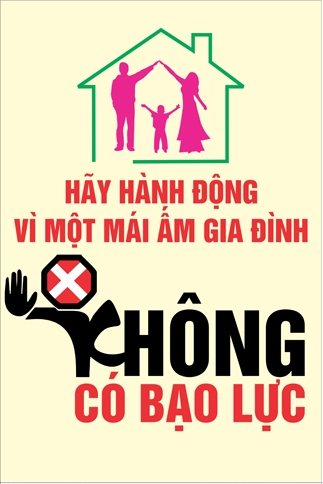 HÃY HÀNH ĐỘNG
VÌ MỘT MÁI ẤM GIA ĐÌNH
KHÔNG
CÓ BẠO LỰC